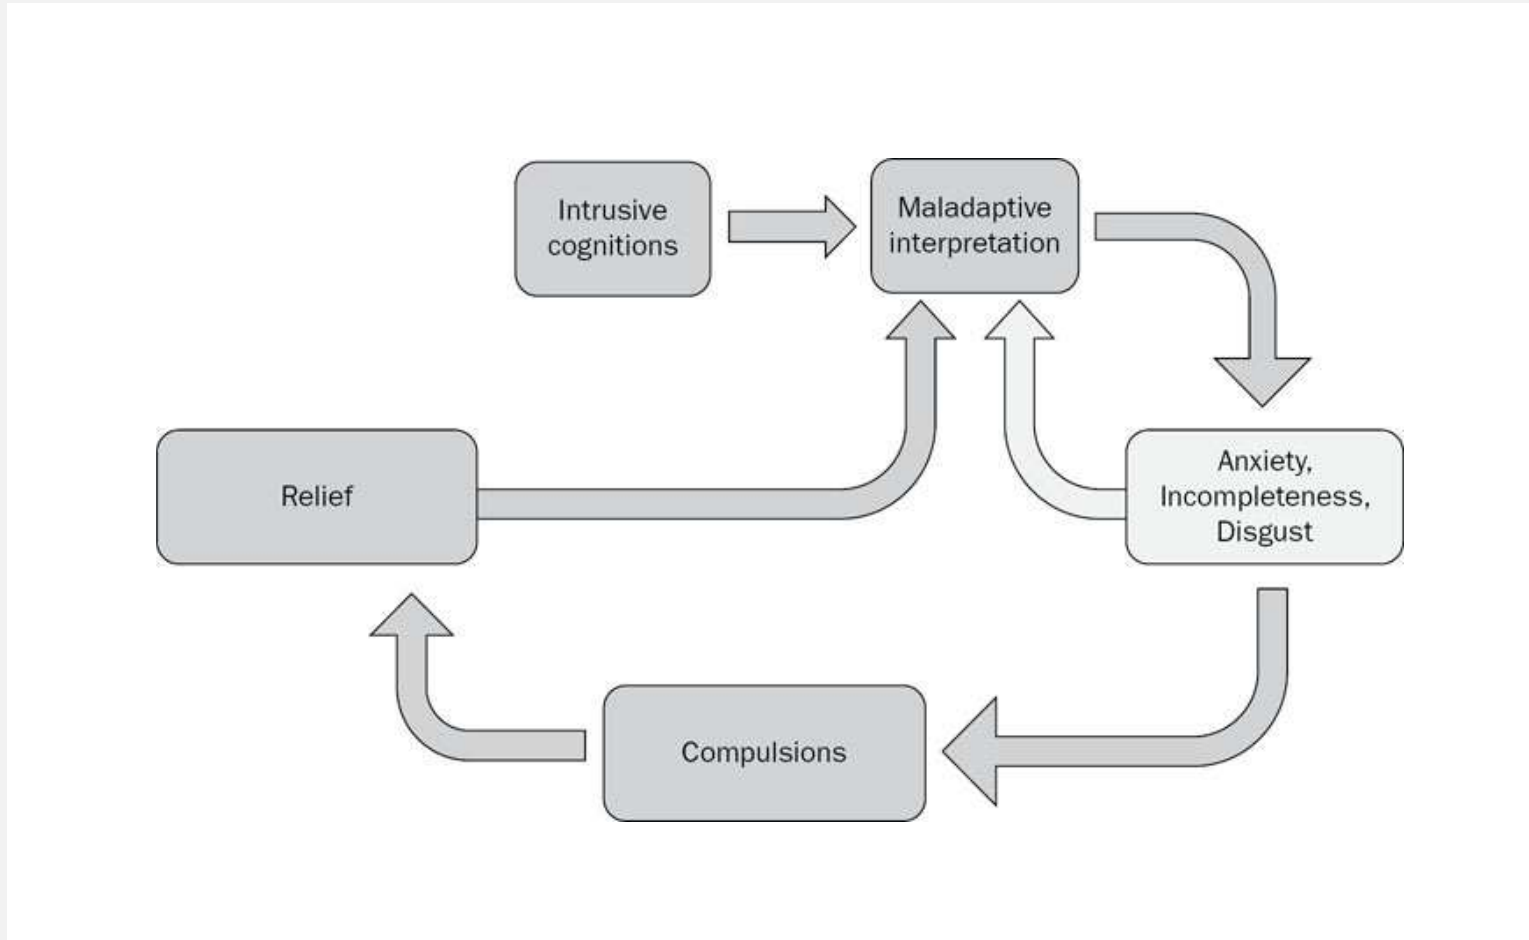 Intrusive
cognitions
Maladaptive
interpretation
Relief
Anxiety,
Incompleteness,
Disgust
Compulsions